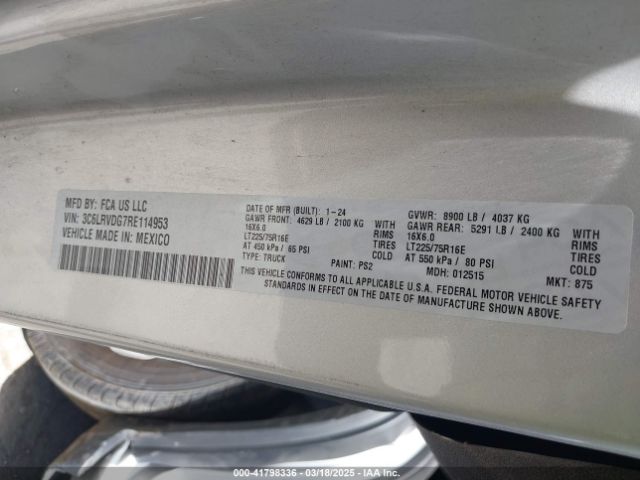 MFD BY: FCA US LLC
VIN: 3C6LRVDG7RE114953
VEHICLE MADE IN: MEXICO
DATE OF MFR (BUILT): 1-24
GAWR FRONT: 4629 LB / 2100 KG WITH
16X6.0 RIMS
LT225/75R16E TIRES
AT 450 kPa / 65 PSI COLD
TYPE: TRUCK PAINT: PS2
GVWR: 8900 LB / 4037 KG
GAWR REAR: 5291 LB / 2400 KG WITH
16X6.0 RIMS
LT225/75R16E TIRES
AT 550 kPa / 80 PSI COLD
MDH: 012515 MKT: 875
THIS VEHICLE CONFORMS TO ALL APPLICABLE U.S.A. FEDERAL MOTOR VEHICLE SAFETY
STANDARDS IN EFFECT ON THE DATE OF MANUFACTURE SHOWN ABOVE.
00-41798336 | 03/18/2025 | IAA Inc.